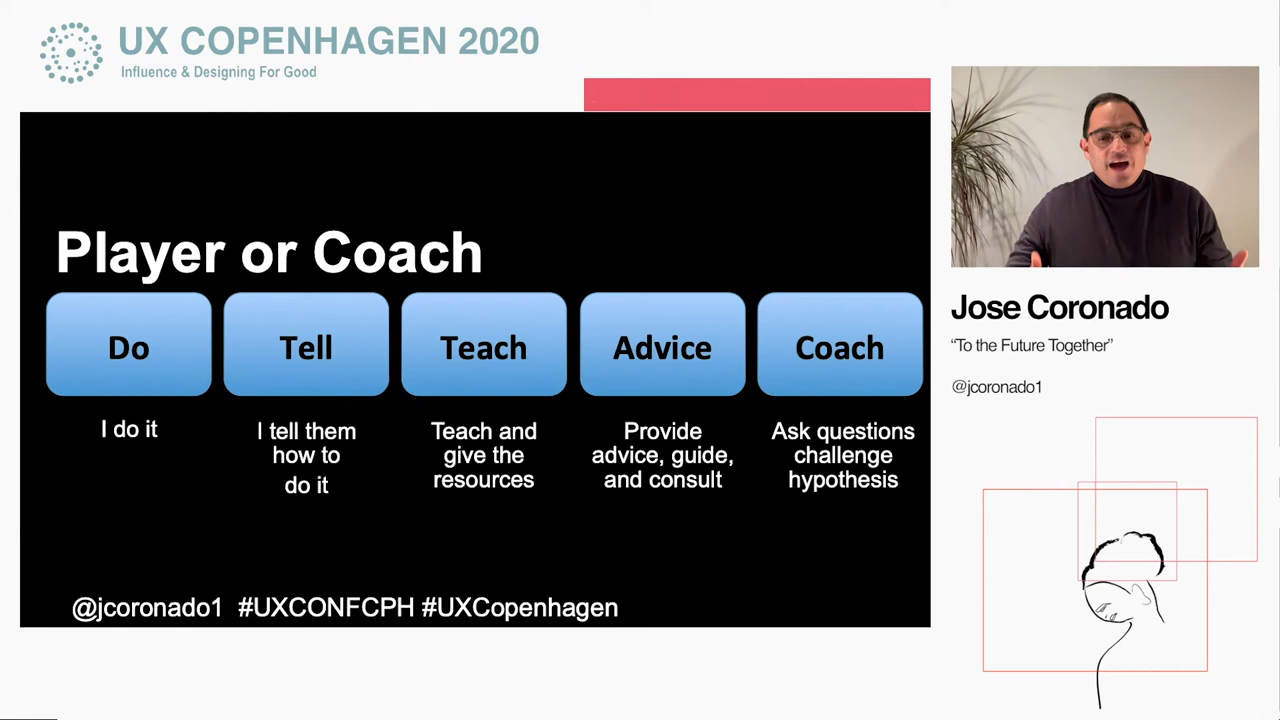 UX COPENHAGEN 2020
Influence & Designing For Good
Player or Coach
Do
Tell
Teach
Advice
Coach
I do it
I tell them
how to
do it
Teach and
give the
resources
Provide
advice, guide,
and consult
Ask questions
challenge
hypothesis
@jcoronado1 #UXCONFCPH #UXCopenhagen
Jose Coronado
“To the Future Together”
@jcoronado1